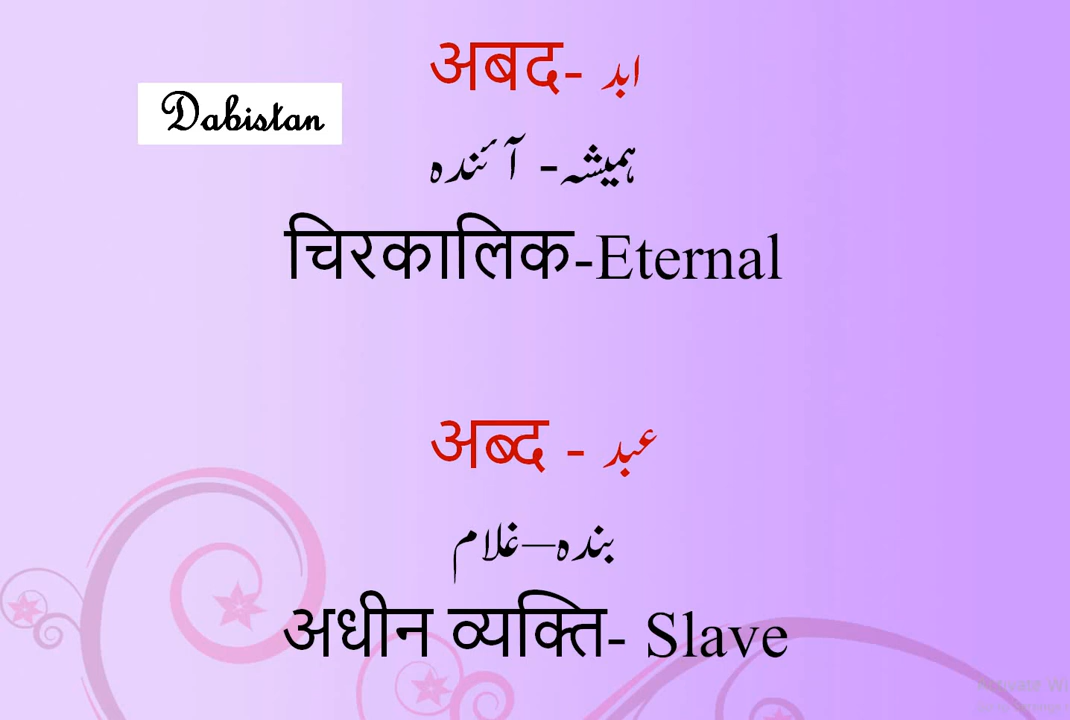 अबद- ابد
Dabistan
ہمیشہ- آئندہ
चिरकालिक-Eternal
अब्द - عبد
بندہ–غلام
अधीन व्यक्ति- Slave